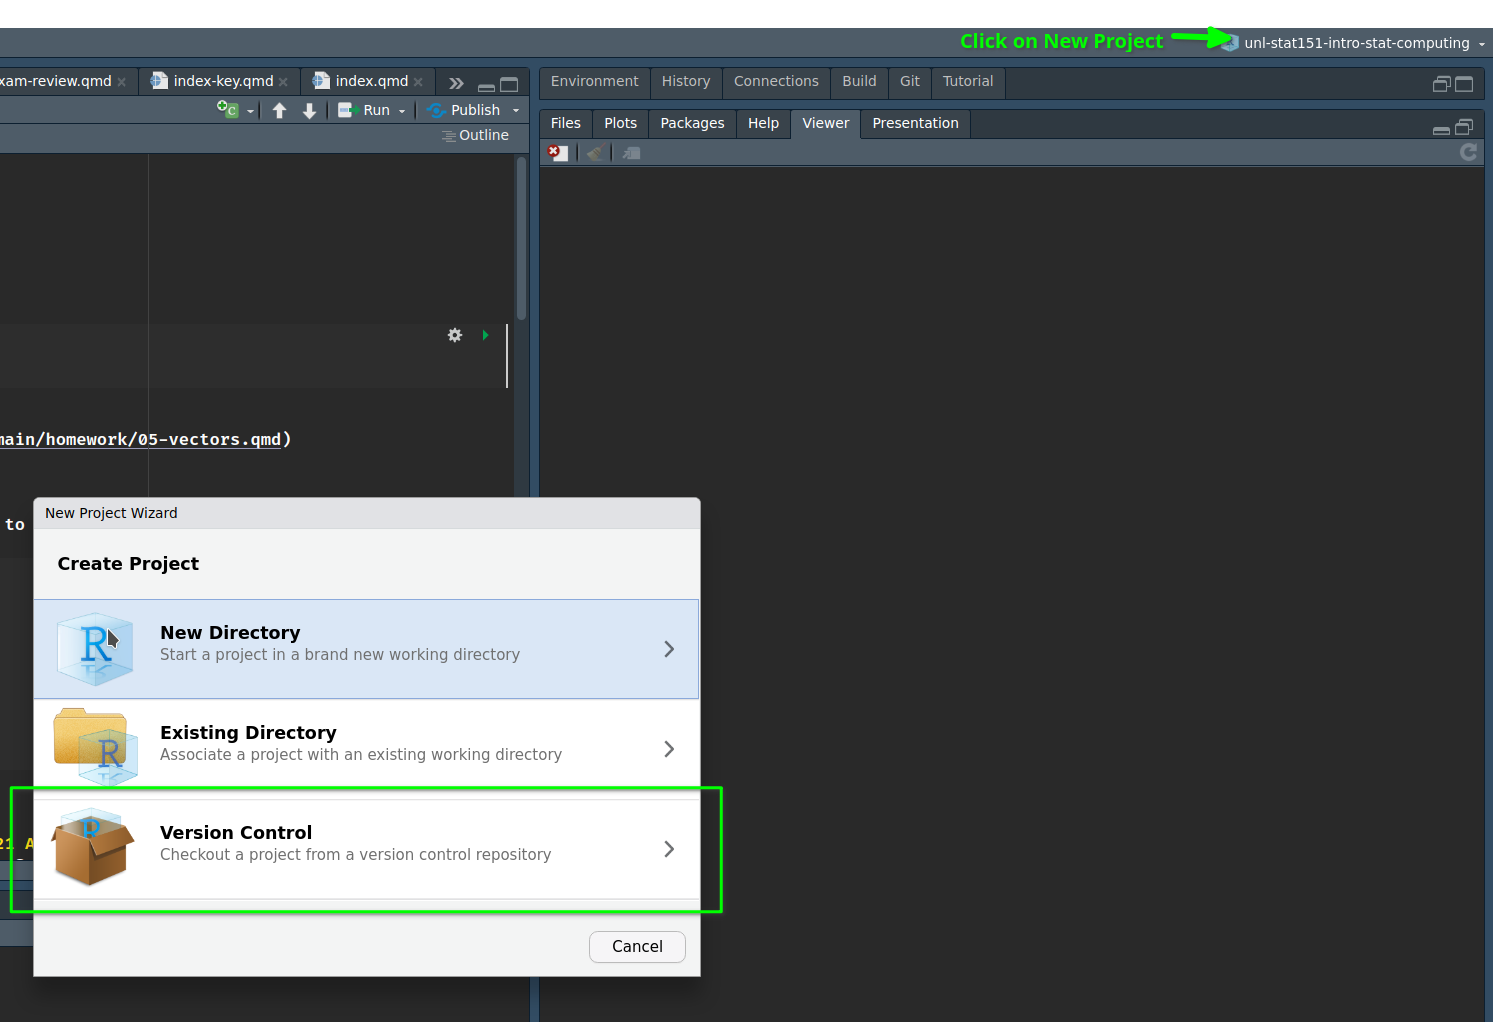 Click on New Project
unl-stat151-intro-stat-computing
xam-review.qmd
index-key.qmd
index.qmd
Environment
History
Connections
Build
Git
Tutorial
Run
Publish
Files
Plots
Packages
Help
Viewer
Presentation
Outline
main/homework/05-vectors.qmd)
to
New Project Wizard
Create Project
New Directory
Start a project in a brand new working directory
Existing Directory
Associate a project with an existing working directory
Version Control
Checkout a project from a version control repository
21 A
Cancel